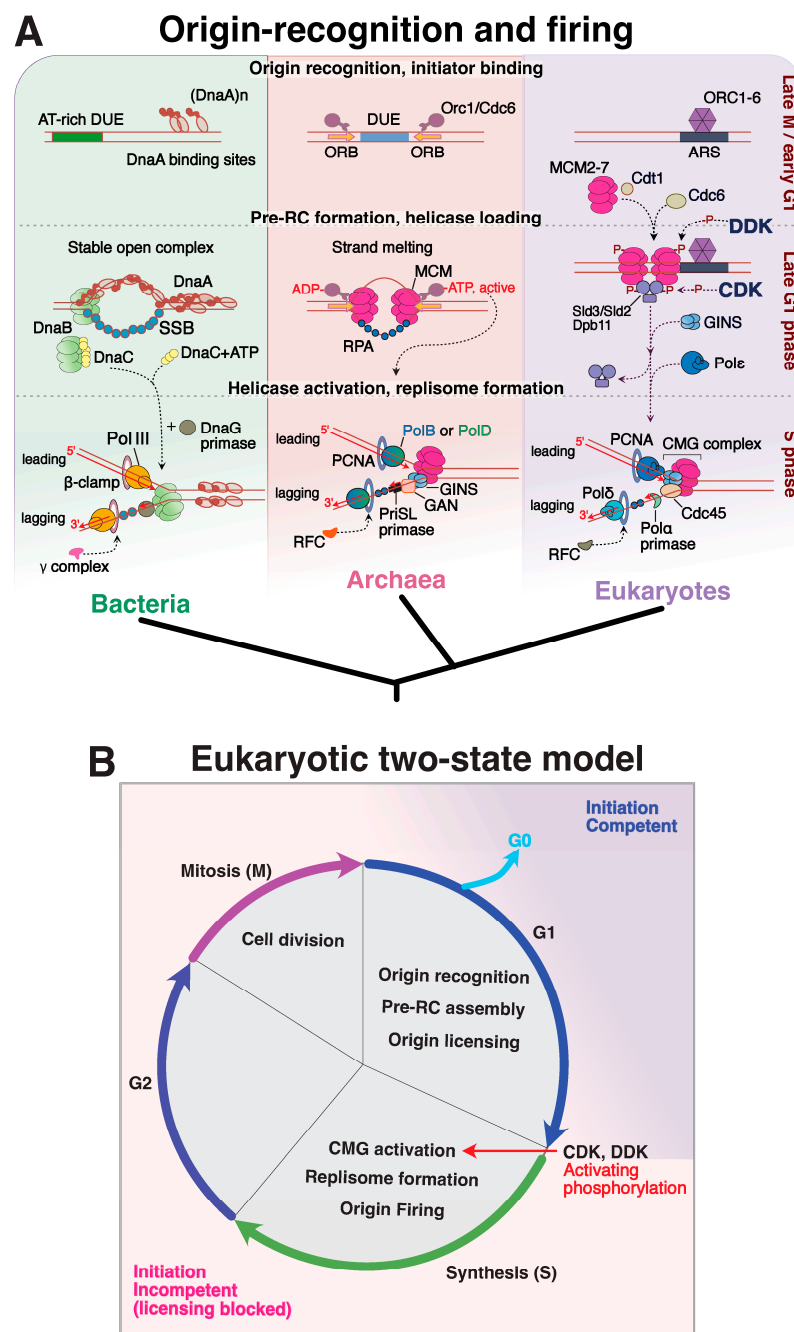 A
Origin-recognition and firing
Origin recognition, initiator binding
AT-rich DUE
(DnaA)n
DnaA binding sites
DUE
Orc1/Cdc6
ORB
ORB
ORC1-6
ARS
MCM2-7
Cdt1
Cdc6
Late M / early G1
Pre-RC formation, helicase loading
P
DDK
Stable open complex
DnaA
DnaB
SSB
DnaC
DnaC+ATP
Strand melting
ADP
MCM
ATP, active
RPA
P
P
P
P
P
CDK
Sld3/Sld2
Dpb11
GINS
Polε
Late G1 phase
Helicase activation, replisome formation
+
DnaG
primase
Pol III
leading
5'
β-clamp
lagging
3'
γ complex
leading
5'
PolB or PolD
PCNA
lagging
3'
GINS
GAN
PriSL
primase
RFC
PCNA
CMG complex
leading
5'
Polδ
lagging
3'
Cdc45
Polα
primase
RFC
S phase
Bacteria
Archaea
Eukaryotes
B
Eukaryotic two-state model
Initiation
Competent
G0
Mitosis (M)
G1
Cell division
Origin recognition
Pre-RC assembly
Origin licensing
G2
CMG activation
CDK, DDK
Activating
phosphorylation
Replisome formation
Origin Firing
Synthesis (S)
Initiation
Incompetent
(licensing blocked)